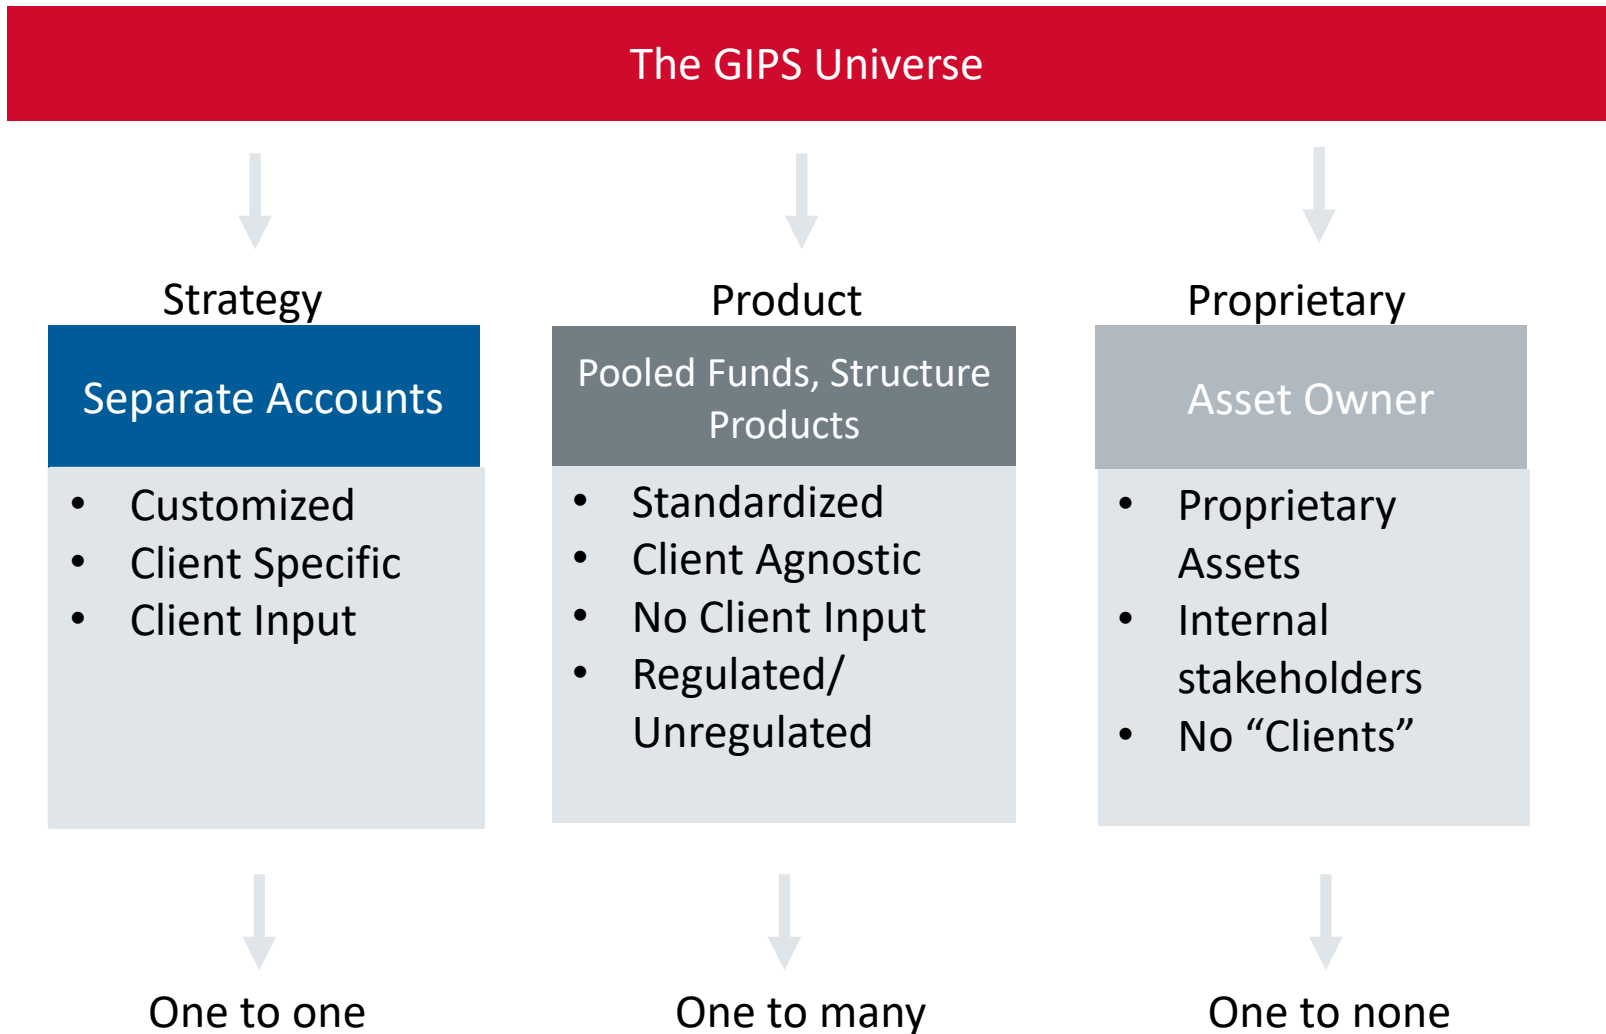 The GIPS Universe
Strategy
Separate Accounts
• Customized
• Client Specific
• Client Input
One to one
Product
Pooled Funds, Structure
Products
• Standardized
• Client Agnostic
• No Client Input
• Regulated/
Unregulated
One to many
Proprietary
Asset Owner
• Proprietary
Assets
• Internal
stakeholders
• No “Clients”
One to none